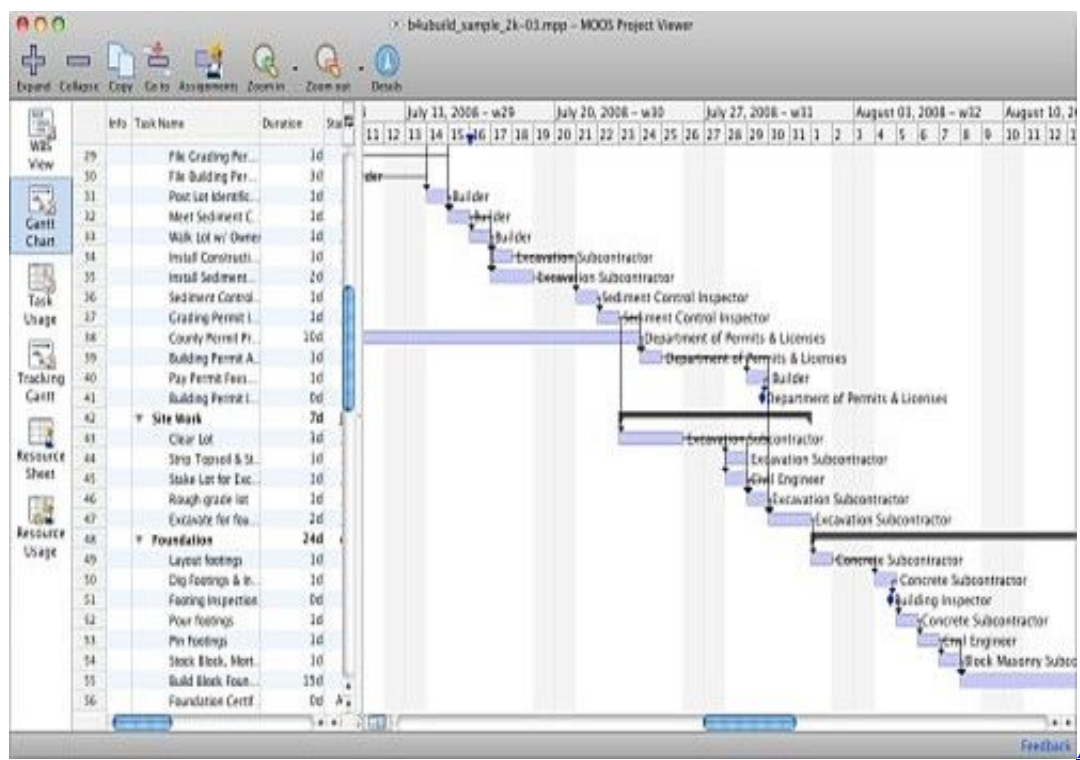 b4ubuild_sample_2k-03.mpp - MOOS Project Viewer
Expand Collapse Copy Go to Assignments Zoom in Zoom out Details
WBS View
Gantt Chart
Task Usage
Tracking Gantt
Resource Sheet
Resource Usage
Info Task Name Duration
July 13, 2008 - w29 July 20, 2008 - w30 July 27, 2008 - w31 August 03, 2008 - w32 August 10, 2
11 12 13 14 15 16 17 18 19 20 21 22 23 24 25 26 27 28 29 30 31 1 2 3 4 5 6 7 8 9 10 11 12 1
29 File Grading Per... 1d
30 File Building Per... 3d
31 Post Lot Identific... 1d Builder
32 Meet Sediment C... 1d Builder
33 Walk Lot w/ Owner 1d Builder
34 Install Constructi... 1d Excavation Subcontractor
35 Install Sediment... 2d Excavation Subcontractor
36 Sediment Control... 1d Sediment Control Inspector
37 Grading Permit I... 1d Sediment Control Inspector
38 County Permit Pr... 10d Department of Permits & Licenses
39 Building Permit A... 1d Department of Permits & Licenses
40 Pay Permit Fees... 1d Builder
41 Building Permit I... 0d Department of Permits & Licenses
42 Site Work 7d
43 Clear Lot 3d Excavation Subcontractor
44 Strip Topsoil & St... 1d Excavation Subcontractor
45 Stake Lot for Exc... 1d Civil Engineer
46 Rough grade lot 1d Excavation Subcontractor
47 Excavate for fou... 2d Excavation Subcontractor
48 Foundation 24d
49 Layout footings 1d Concrete Subcontractor
50 Dig Footings & In... 1d Concrete Subcontractor
51 Footing Inspection 0d Building Inspector
52 Pour footings 1d Concrete Subcontractor
53 Pin Footings 1d Civil Engineer
54 Stock Block, Mort... 1d Block Masonry Subco
55 Build Block Foun... 15d
56 Foundation Certif... 0d
Feedback